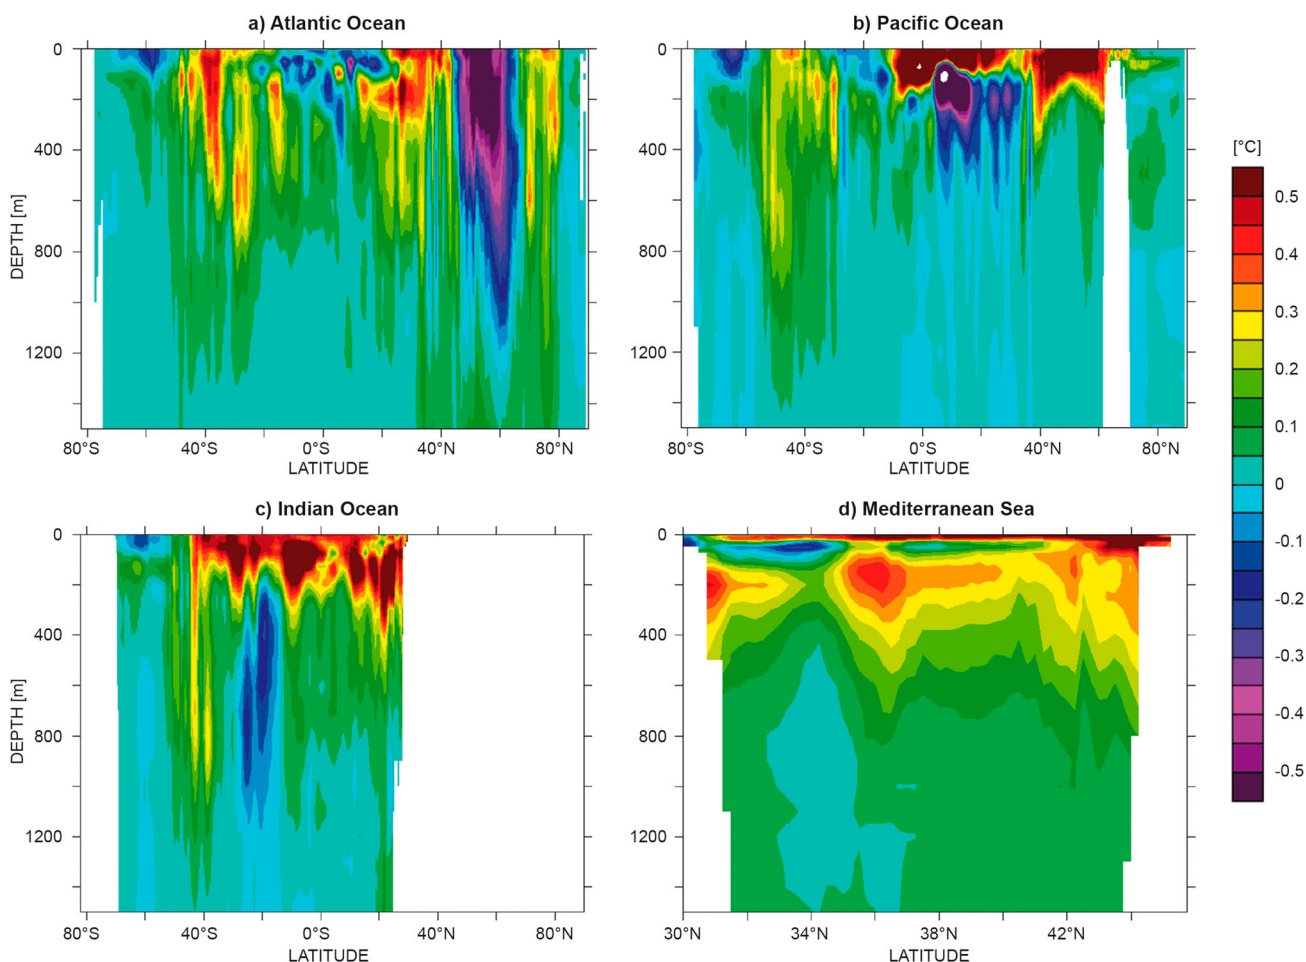 a) Atlantic Ocean
0
400
800
1200
DEPTH [m]
80°S 40°S 0°S 40°N 80°N
LATITUDE
b) Pacific Ocean
0
400
800
1200
80°S 40°S 0°S 40°N 80°N
LATITUDE
c) Indian Ocean
0
400
800
1200
DEPTH [m]
80°S 40°S 0°S 40°N 80°N
LATITUDE
d) Mediterranean Sea
0
400
800
1200
30°N 34°N 38°N 42°N
LATITUDE
[°C]
0.5
0.4
0.3
0.2
0.1
0
-0.1
-0.2
-0.3
-0.4
-0.5